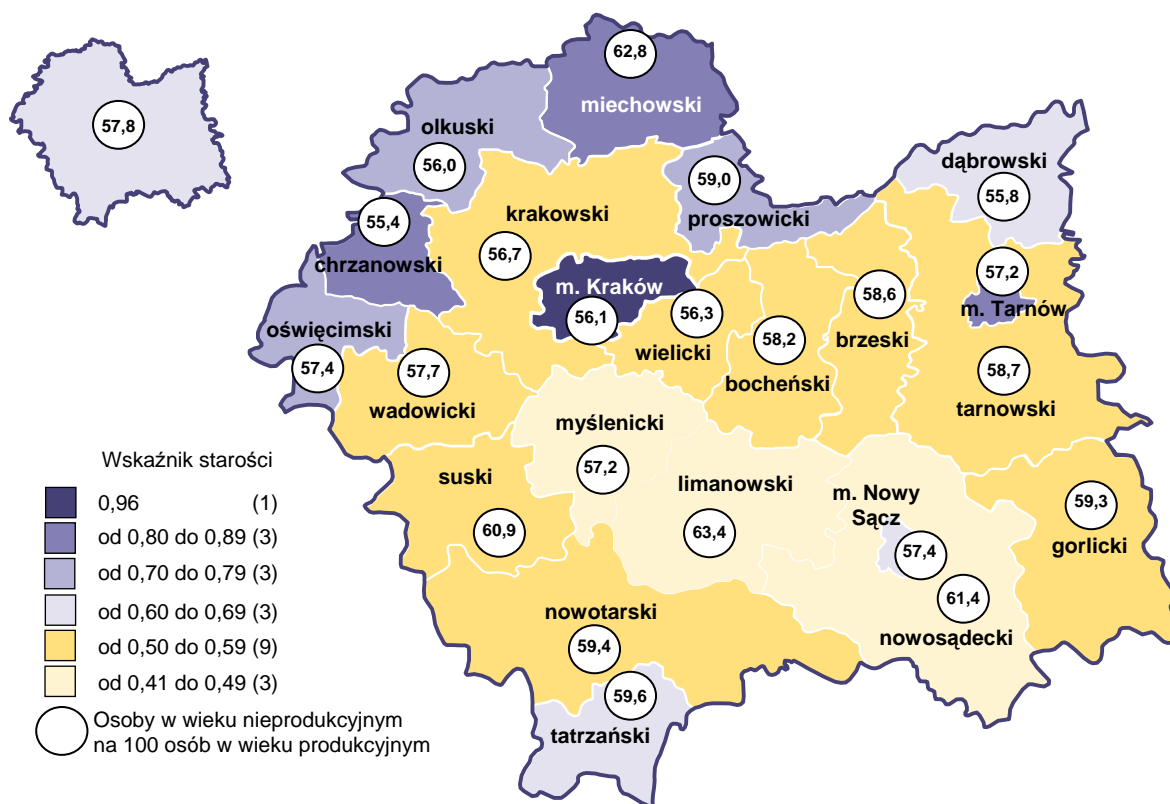 57,8
62,8
miechowski
olkuski
56,0
59,0
proszowicki
dąbrowski
55,8
55,4
chrzanowski
krakowski
56,7
m. Kraków
56,1
56,3
wielicki
58,2
bocheński
58,6
brzeski
57,2
m. Tarnów
58,7
tarnowski
oświęcimski
57,4
57,7
wadowicki
myślenicki
57,2
suski
60,9
limanowski
63,4
m. Nowy
Sącz
57,4
61,4
nowosądecki
59,3
gorlicki
nowotarski
59,4
59,6
tatrzański
Wskaźnik starości
0,96 (1)
od 0,80 do 0,89 (3)
od 0,70 do 0,79 (3)
od 0,60 do 0,69 (3)
od 0,50 do 0,59 (9)
od 0,41 do 0,49 (3)
Osoby w wieku nieprodukcyjnym
na 100 osób w wieku produkcyjnym